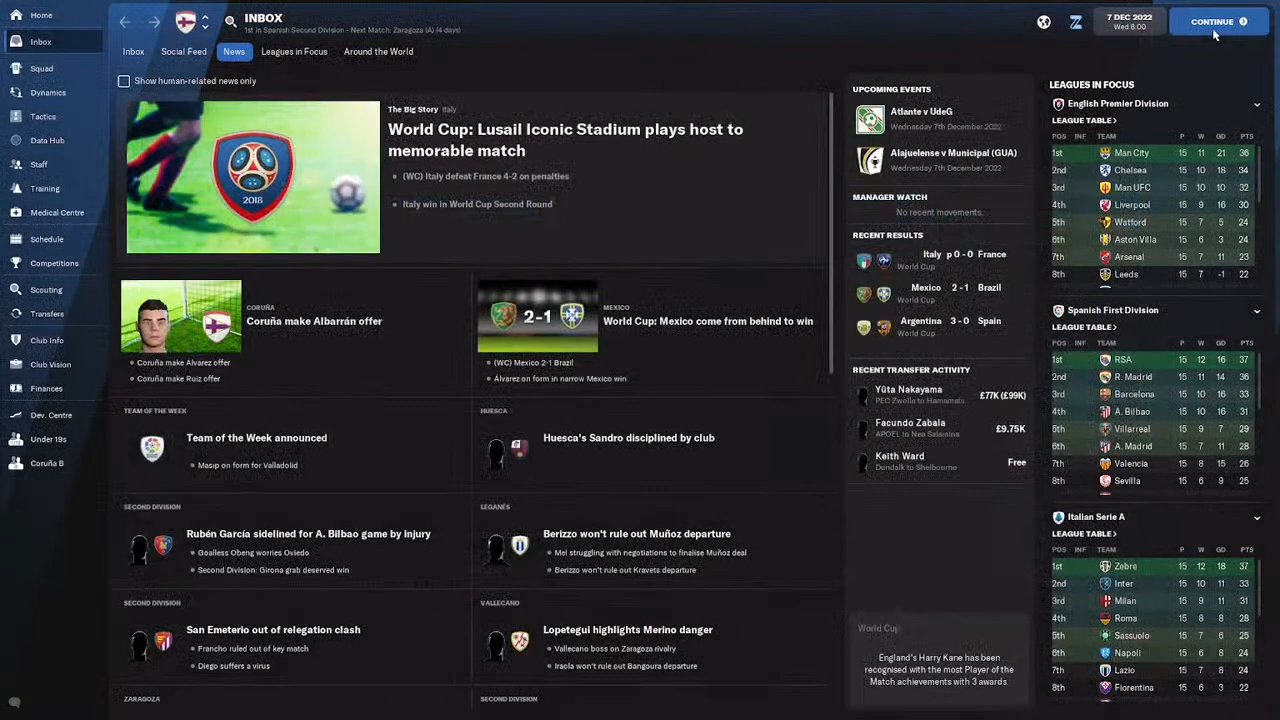 Home
Inbox
Squad
Dynamics
Tactics
Data Hub
Staff
Training
Medical Centre
Schedule
Competitions
Scouting
Transfers
Club Info
Club Vision
Finances
Dev. Centre
Under 19s
Coruña B
INBOX
1st in Spanish Second Division - Next Match: Zaragoza (A) (4 days)
7 DEC 2022
Wed 8:00
CONTINUE
Inbox Social Feed News Leagues in Focus Around the World
Show human-related news only
2018
The Big Story Italy
World Cup: Lusail Iconic Stadium plays host to
memorable match
(WC) Italy defeat France 4-2 on penalties
Italy win in World Cup Second Round
CORUÑA
Coruña make Albarrán offer
Coruña make Álvarez offer
Coruña make Ruiz offer
2-1
MEXICO
World Cup: Mexico come from behind to win
(WC) Mexico 2-1 Brazil
Álvarez on form in narrow Mexico win
TEAM OF THE WEEK
Team of the Week announced
Masip on form for Valladolid
HUESCA
Huesca's Sandro disciplined by club
SECOND DIVISION
Rubén García sidelined for A. Bilbao game by injury
Goalless Obeng worries Oviedo
Second Division: Girona grab deserved win
LEGANÉS
Berizzo won't rule out Muñoz departure
Mel struggling with negotiations to finalise Muñoz deal
Berizzo won't rule out Kravets departure
SECOND DIVISION
San Emeterio out of relegation clash
Francho ruled out of key match
Diego suffers a virus
VALLECANO
Lopetegui highlights Merino danger
Vallecano boss on Zaragoza rivalry
Iraola won't rule out Bangoura departure
ZARAGOZA
SECOND DIVISION
UPCOMING EVENTS
Atlante v UdeG
Wednesday 7th December 2022
Alajuelense v Municipal (GUA)
Wednesday 7th December 2022
MANAGER WATCH
No recent movements.
RECENT RESULTS
Italy p 0 - 0 France
World Cup
Mexico 2 - 1 Brazil
World Cup
Argentina 3 - 0 Spain
World Cup
RECENT TRANSFER ACTIVITY
Yūta Nakayama £77K (£99K)
PEC Zwolle to Hamamatu..
Facundo Zabala £9.75K
APOEL to Nea Salamina
Keith Ward Free
Dundalk to Shelbourne
World Cup
England's Harry Kane has been
recognised with the most Player of the
Match achievements with 3 awards.
LEAGUES IN FOCUS
English Premier Division
LEAGUE TABLE >
POS INF TEAM P W GD PTS
1st Man City 15 11 21 36
2nd Chelsea 15 10 18 34
3rd Man UFC 15 10 10 32
4th Liverpool 15 9 16 30
5th Watford 15 7 5 24
6th Aston Villa 15 6 3 24
7th Arsenal 15 7 11 23
8th Leeds 15 7 -1 22
Spanish First Division
LEAGUE TABLE >
POS INF TEAM P W GD PTS
1st RSA 15 12 16 37
2nd R. Madrid 15 11 14 36
3rd Barcelona 15 10 16 33
4th A. Bilbao 15 10 16 31
5th Villarreal 15 9 7 29
6th A. Madrid 15 6 11 28
7th Valencia 15 8 15 26
8th Sevilla 15 6 9 25
Italian Serie A
LEAGUE TABLE >
POS INF TEAM P W GD PTS
1st Zebre 15 12 18 37
2nd Inter 15 10 11 33
3rd Milan 15 9 11 31
4th Roma 15 8 8 28
5th Sassuolo 15 7 6 25
6th Napoli 15 6 8 24
7th Lazio 15 7 8 24
8th Fiorentina 15 6 3 22